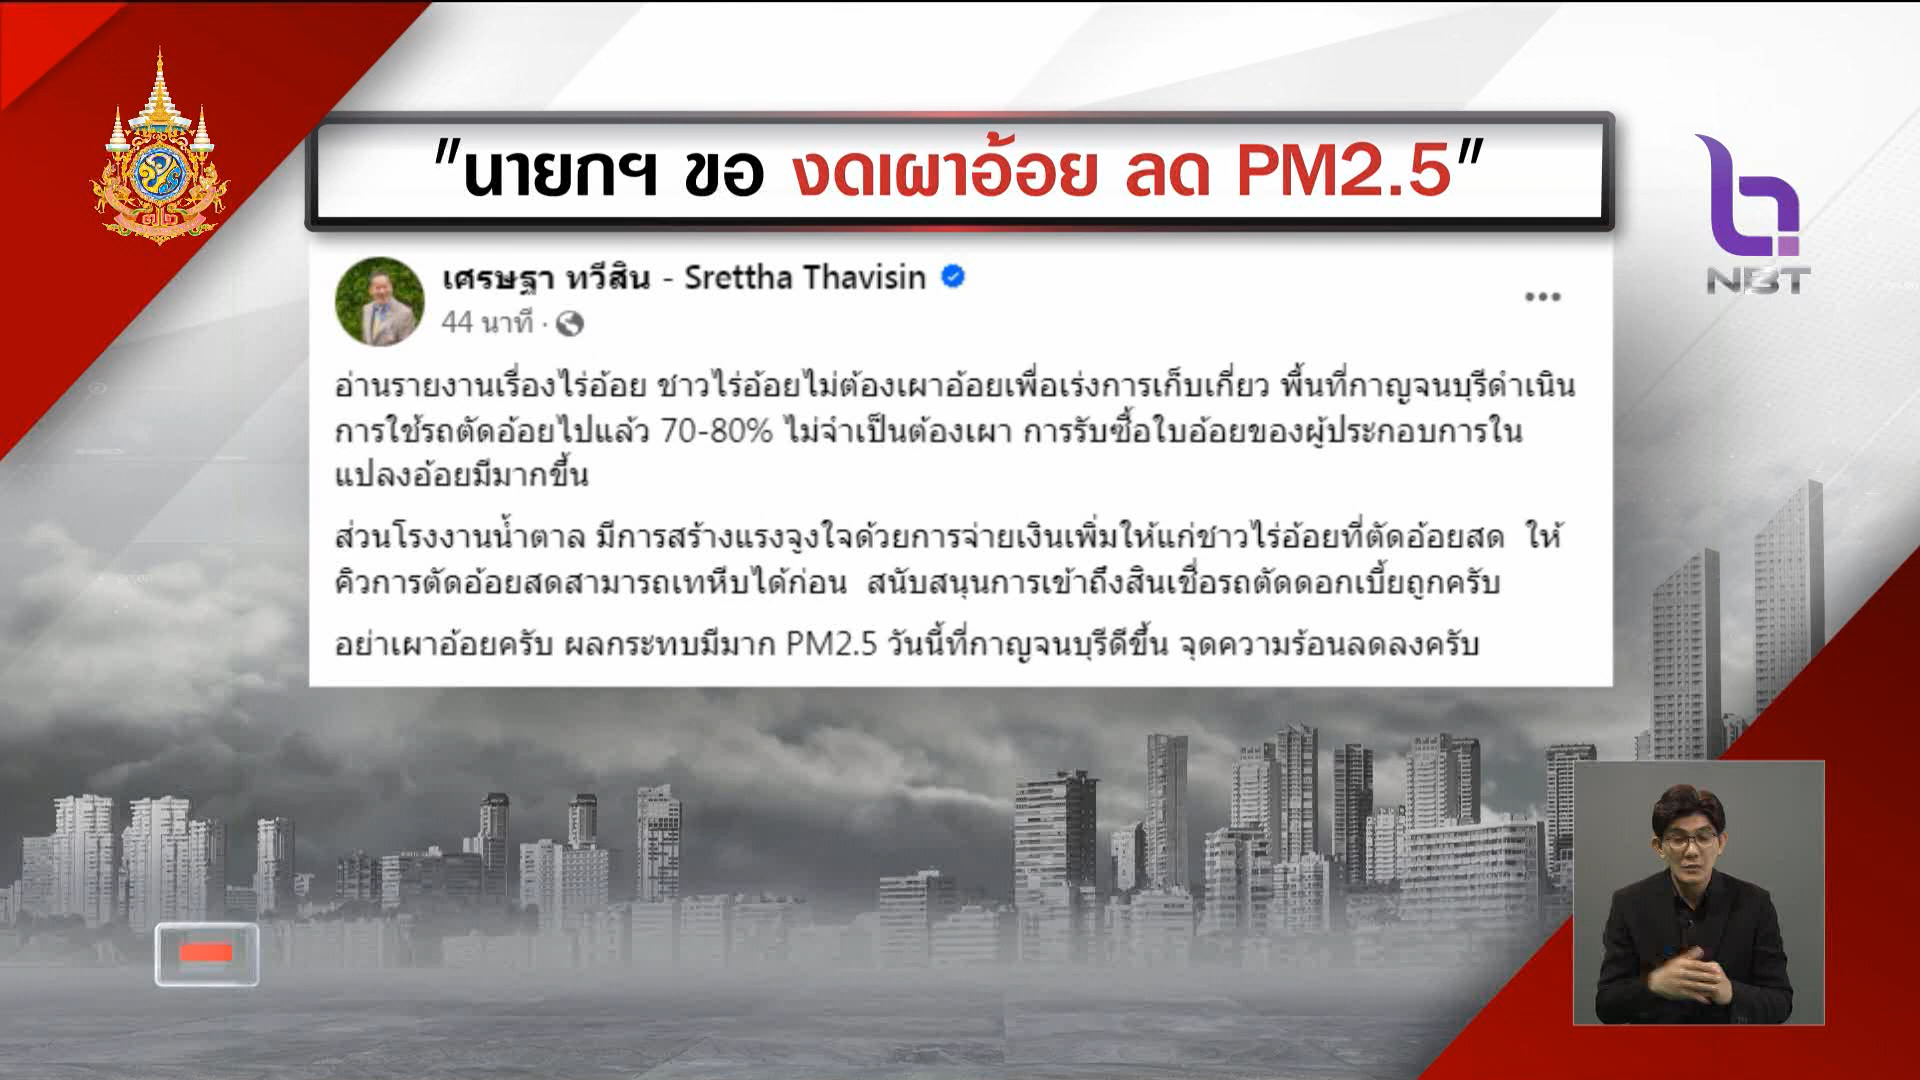 "นายกฯ ขอ งดเผาอ้อย ลด PM2.5"
NBT
เศรษฐา ทวีสิน - Srettha Thavisin
44 นาที ·
อ่านรายงานเรื่องไร่อ้อย ชาวไร่อ้อยไม่ต้องเผาอ้อยเพื่อเร่งการเก็บเกี่ยว พื้นที่กาญจนบุรีดำเนิน
การใช้รถตัดอ้อยไปแล้ว 70-80% ไม่จำเป็นต้องเผา การรับซื้อใบอ้อยของผู้ประกอบการใน
แปลงอ้อยมีมากขึ้น
ส่วนโรงงานน้ำตาล มีการสร้างแรงจูงใจด้วยการจ่ายเงินเพิ่มให้แก่ชาวไร่อ้อยที่ตัดอ้อยสด ให้
คิวการตัดอ้อยสดสามารถเทหีบได้ก่อน สนับสนุนการเข้าถึงสินเชื่อรถตัดดอกเบี้ยถูกครับ
อย่าเผาอ้อยครับ ผลกระทบมีมาก PM2.5 วันนี้ที่กาญจนบุรีดีขึ้น จุดความร้อนลดลงครับ